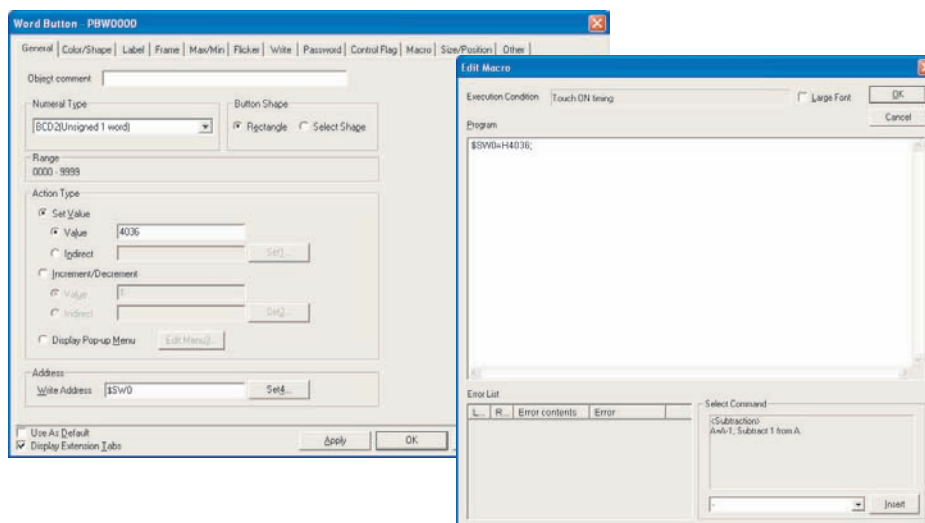 Word Button - PBW0000
General Color/Shape Label Frame Max/Min Flicker Write Password Control Flag Macro Size/Position Other
Object comment
Numeral Type
BCD2(Unsigned 1 word)
Button Shape
Rectangle Select Shape
Range
0000 - 9999
Action Type
Set Value
Value 4036
Indirect Set1...
Increment/Decrement
Value 1
Indirect Set2...
Display Pop-up Menu Edit Menu3...
Address
Write Address $SW0 Set4...
Use As Default
Display Extension Tabs
Apply OK
Edit Macro
Execution Condition Touch ON timing Large Font OK
Cancel
Program
$SW0=H4036;
Error List
L... R... Error contents Error
Select Command
<Subtraction>
A=A-1; Subtract 1 from A.
- Insert